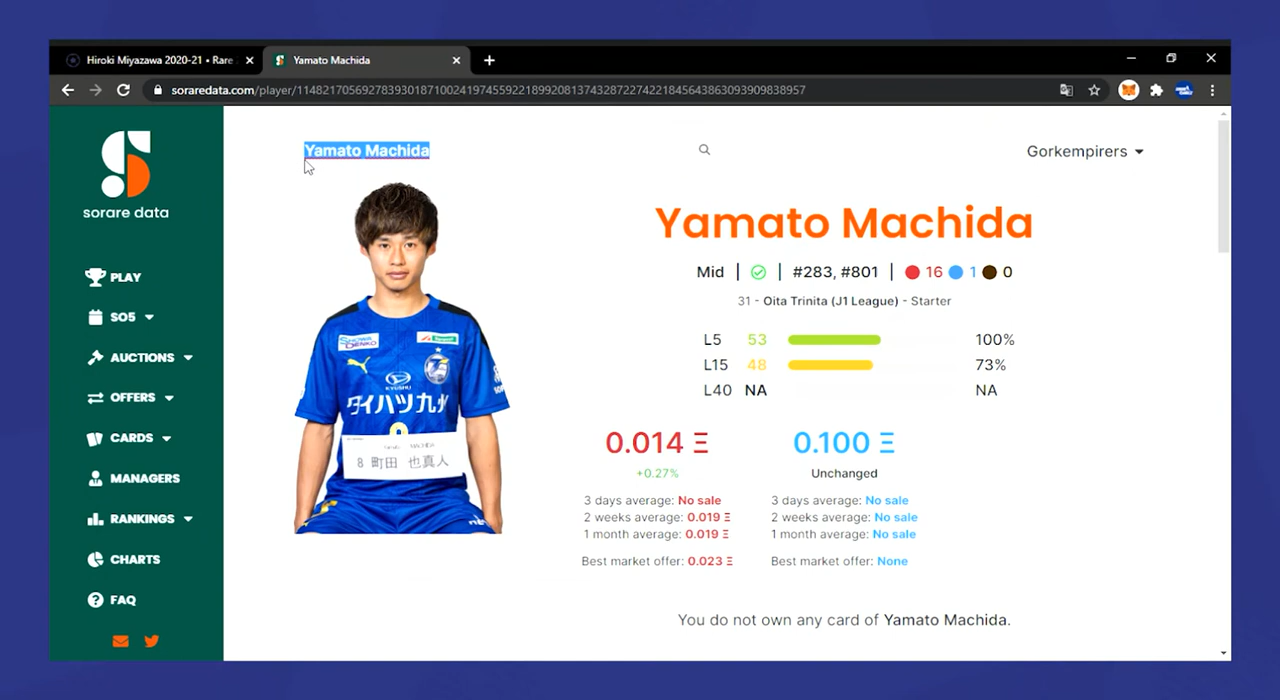 Hiroki Miyazawa 2020-21 • Rare
Yamato Machida
soraredata.com/player/114821705692783930187100241974559221899208137432872274221845643863093909838957
sorare data
PLAY
SO5
AUCTIONS
OFFERS
CARDS
MANAGERS
RANKINGS
CHARTS
FAQ
Yamato Machida
Gorkempirers
ダイハツ九州
KYUSHU
SHOWA DENKO
8 町田 也真人
Yamato Machida
Mid | | #283, #801 | 16 1 0
31 - Oita Trinita (J1 League) - Starter
L5 53 100%
L15 48 73%
L40 NA NA
0.014 Ξ 0.100 Ξ
+0.27% Unchanged
3 days average: No sale 3 days average: No sale
2 weeks average: 0.019 Ξ 2 weeks average: No sale
1 month average: 0.019 Ξ 1 month average: No sale
Best market offer: 0.023 Ξ Best market offer: None
You do not own any card of Yamato Machida.